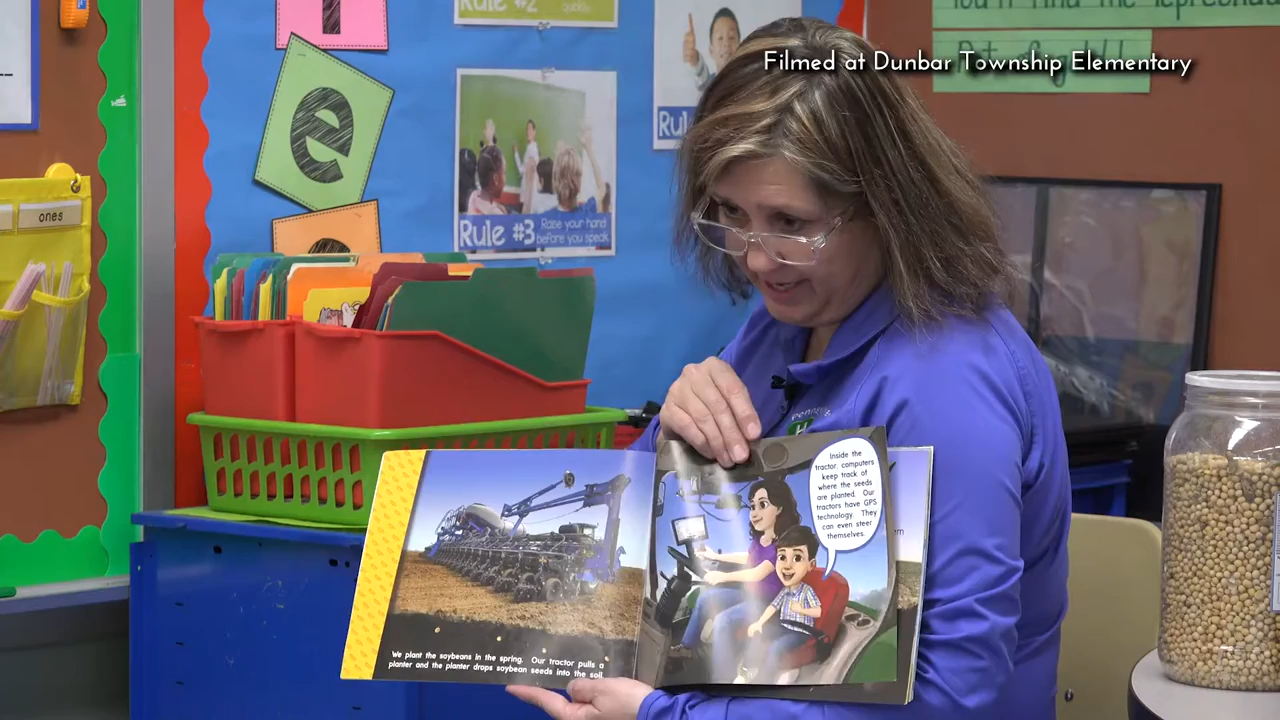 Filmed at Dunbar Township Elementary
e
Rule #2
quickly
Rule #3
Raise your hand
before you speak
ones
We plant the soybeans in the spring. Our tractor pulls a
planter and the planter drops soybean seeds into the soil.
Inside the
tractor, computers
keep track of
where the seeds
are planted. Our
tractors have GPS
technology. They
can even steer
themselves.